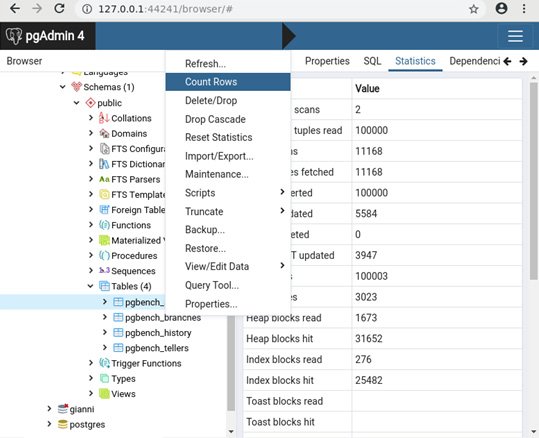 127.0.0.1:44241/browser/#
pgAdmin 4
Browser
Properties
SQL
Statistics
Dependenci
Languages
Schemas (1)
public
Collations
Domains
FTS Configura
FTS Dictionar
FTS Parsers
FTS Template
Foreign Table
Functions
Materialized V
Procedures
1..3 Sequences
Tables (4)
pgbench_
pgbench_branches
pgbench_history
pgbench_tellers
Trigger Functions
Types
Views
gianni
postgres
Refresh...
Count Rows
Delete/Drop
Drop Cascade
Reset Statistics
Import/Export...
Maintenance...
Scripts
Truncate
Backup...
Restore...
View/Edit Data
Query Tool...
Properties...
Value
scans 2
tuples read 100000
ns 11168
es fetched 11168
erted 100000
dated 5584
eted 0
T updated 3947
s 100003
es 3023
Heap blocks read 1673
Heap blocks hit 31652
Index blocks read 276
Index blocks hit 25482
Toast blocks read
Toast blocks hit